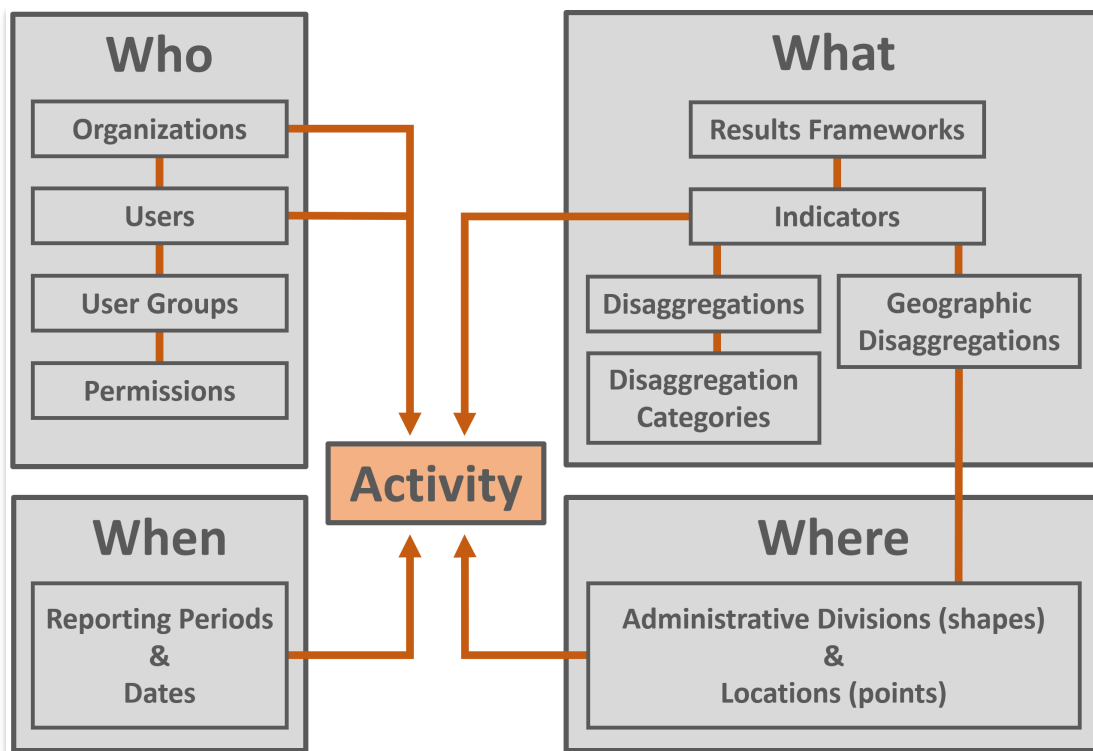 Who
Organizations
Users
User Groups
Permissions
What
Results Frameworks
Indicators
Disaggregations
Disaggregation
Categories
Geographic
Disaggregations
Activity
When
Reporting Periods
&
Dates
Where
Administrative Divisions (shapes)
&
Locations (points)